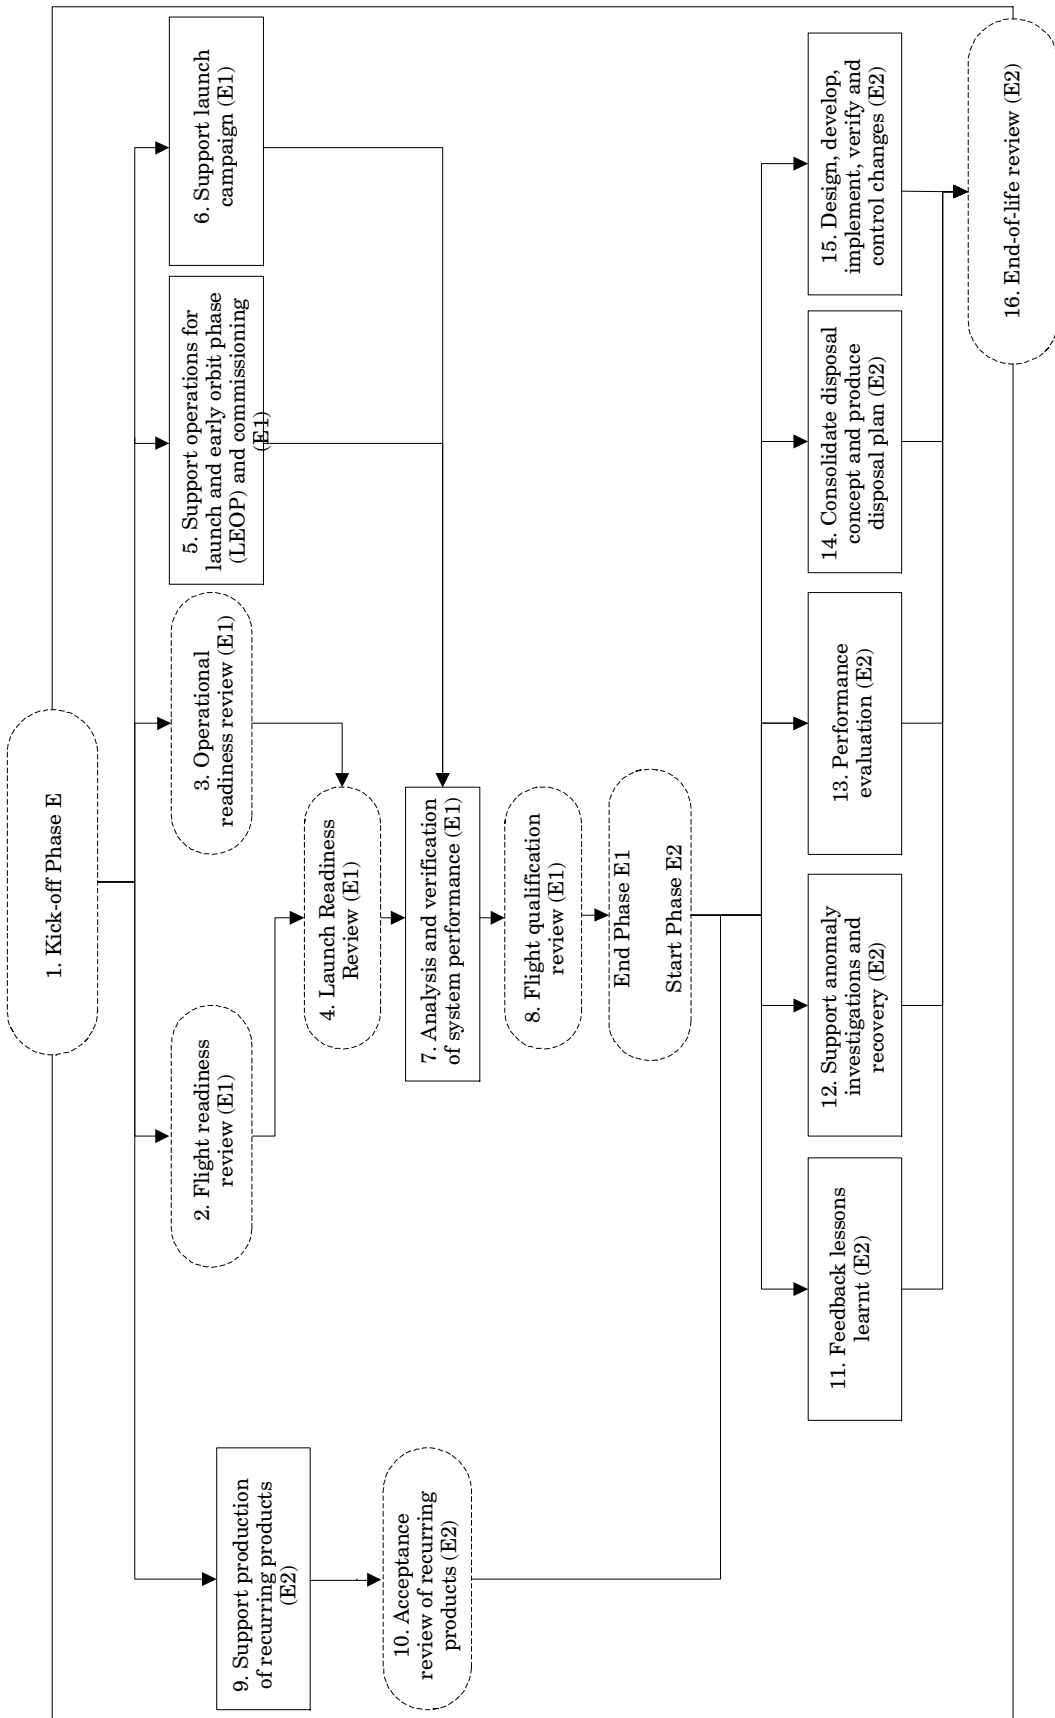 1. Kick-off Phase E
9. Support production
of recurring products
(E2)
2. Flight readiness
review (E1)
3. Operational
readiness review (E1)
5. Support operations for
launch and early orbit phase
(LEOP) and commissioning
(E1)
6. Support launch
campaign (E1)
10. Acceptance
review of recurring
products (E2)
4. Launch Readiness
Review (E1)
7. Analysis and verification
of system performance (E1)
8. Flight qualification
review (E1)
End Phase E1
Start Phase E2
11. Feedback lessons
learnt (E2)
12. Support anomaly
investigations and
recovery (E2)
13. Performance
evaluation (E2)
14. Consolidate disposal
concept and produce
disposal plan (E2)
15. Design, develop,
implement, verify and
control changes (E2)
16. End-of-life review (E2)